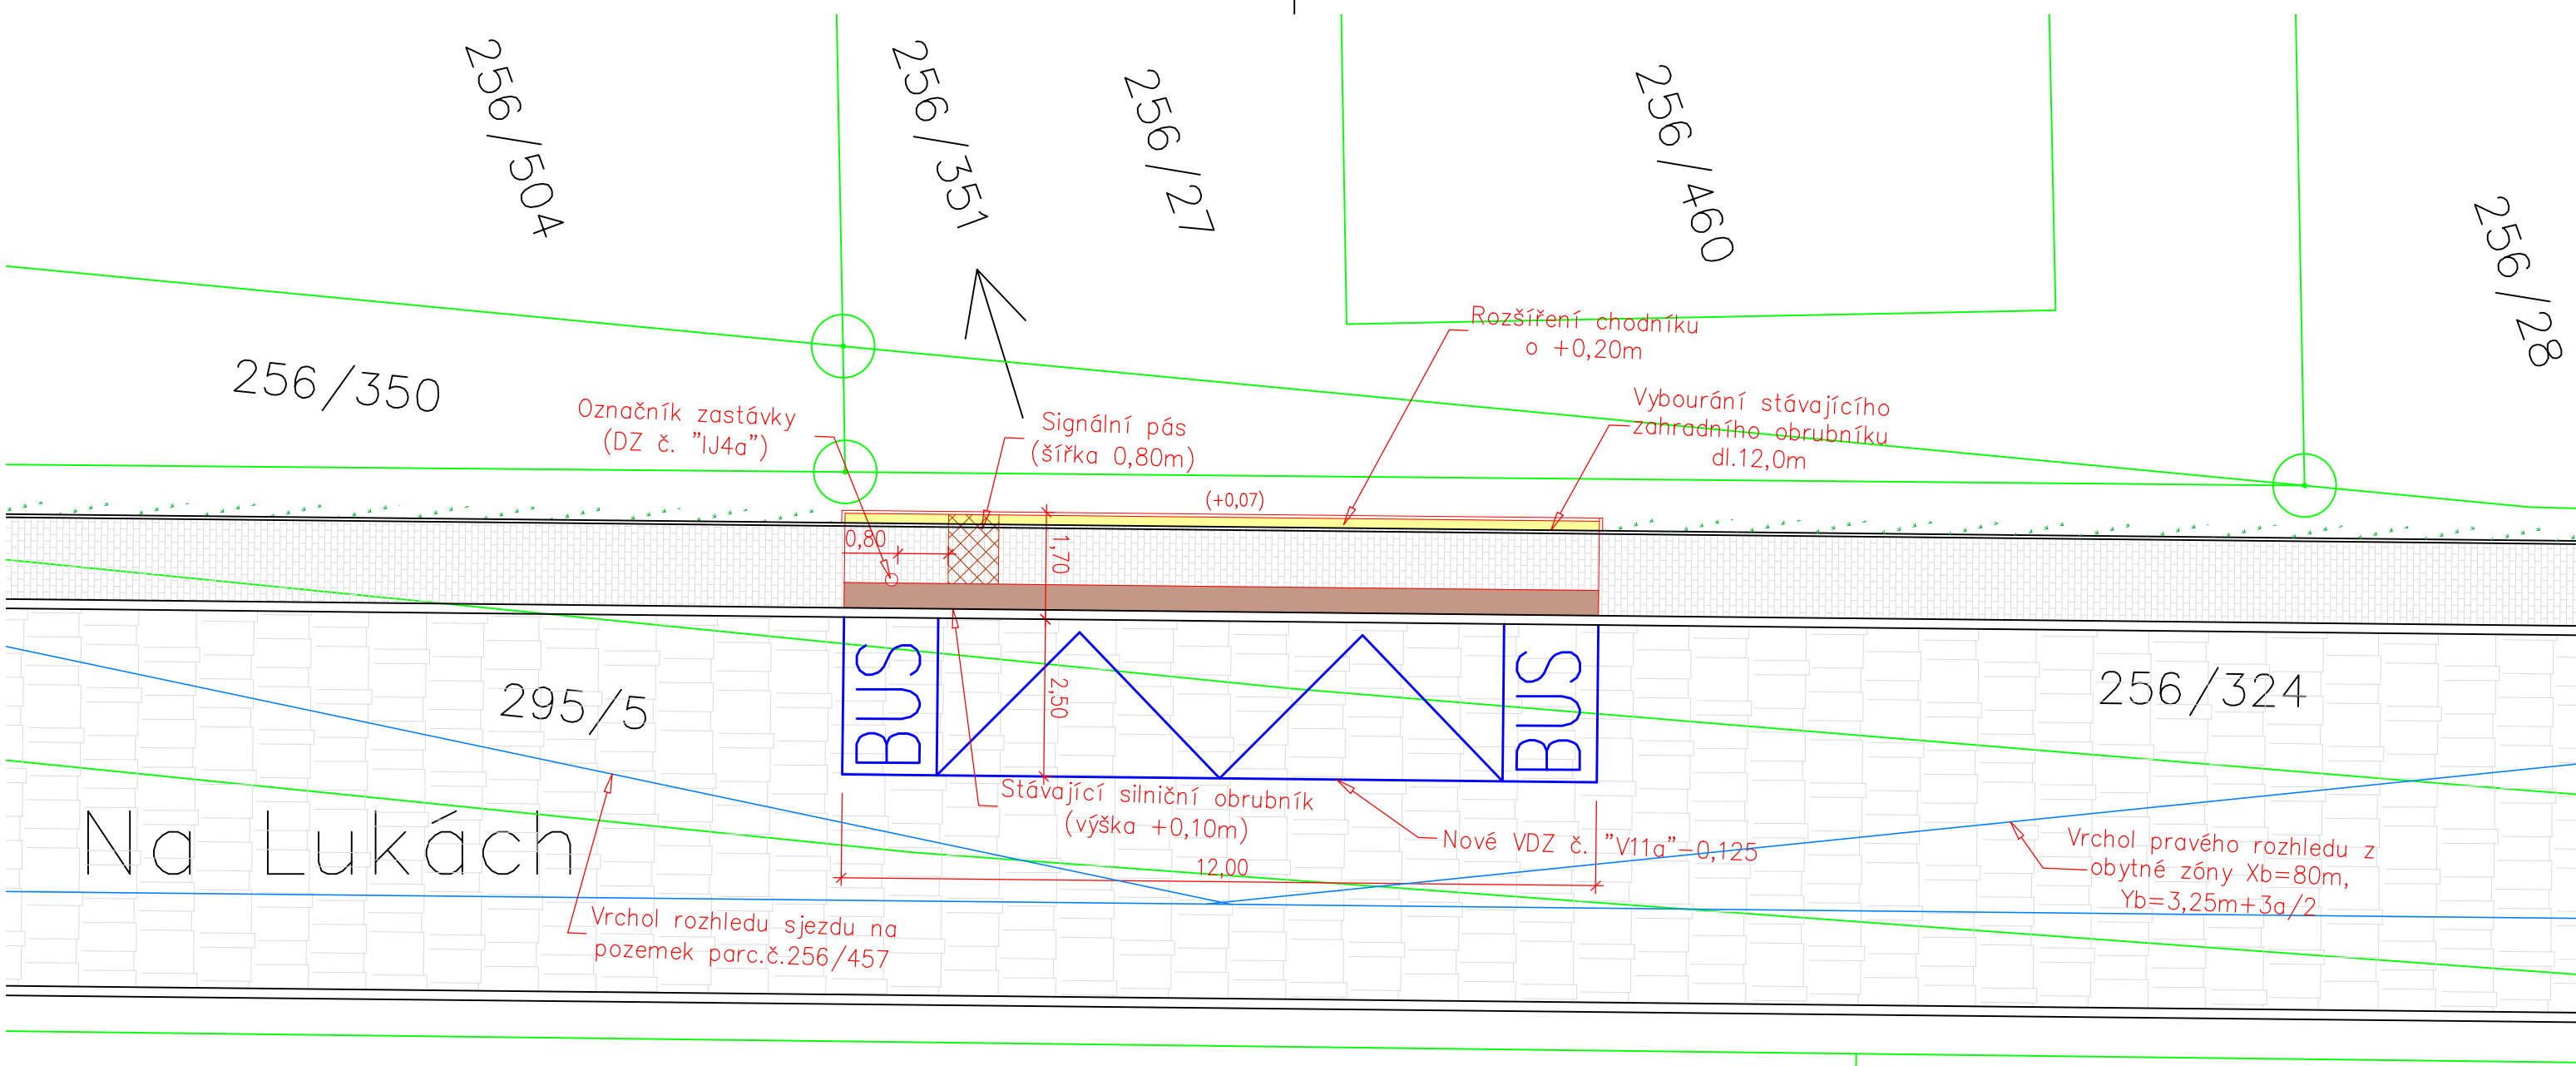 256/504
256/351
256/27
256/460
256/28
256/350
Rozšíření chodníku
o +0,20m
Označník zastávky
(DZ č. "IJ4a")
Signální pás
(šířka 0,80m)
Vybourání stávajícího
zahradního obrubníku
dl.12,0m
(+0,07)
0,80
1,70
295/5
BUS
2,50
BUS
256/324
Na Lukách
Stávající silniční obrubník
(výška +0,10m)
Nové VDZ č. "V11a"–0,125
12,00
Vrchol pravého rozhledu z
obytné zóny Xb=80m,
Yb=3,25m+3a/2
Vrchol rozhledu sjezdu na
pozemek parc.č.256/457